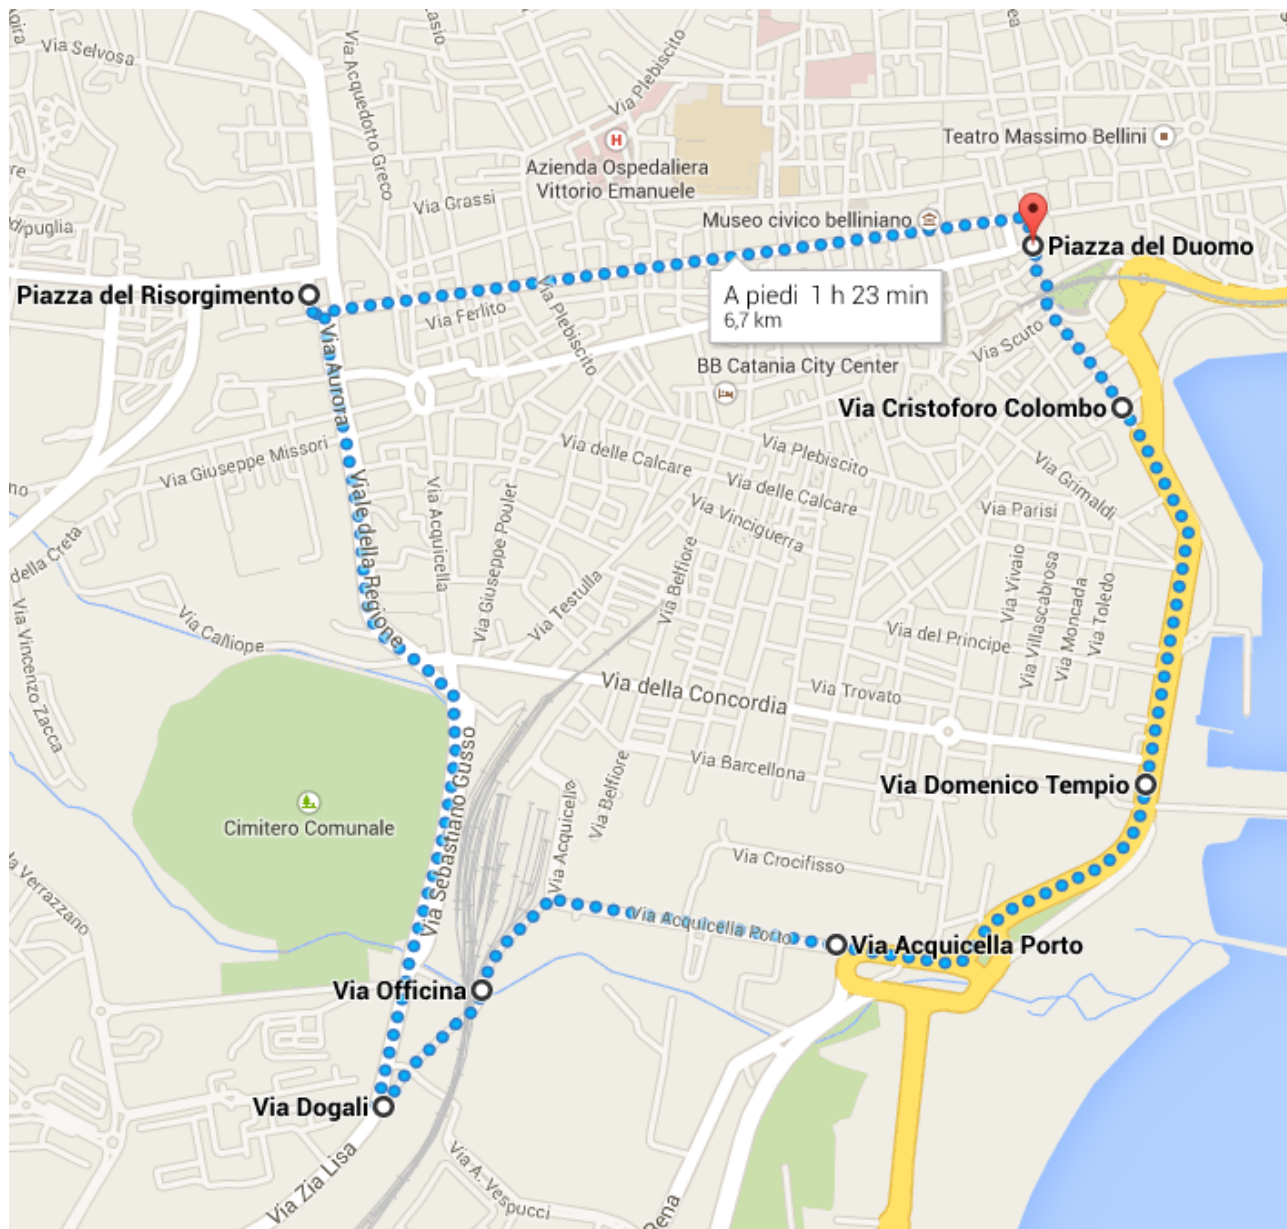 Via Selvosa
Via Acquedotto Greco
Via Plebiscito
Teatro Massimo Bellini
H
Azienda Ospedaliera
Vittorio Emanuele
Via Grassi
Museo civico belliniano
Piazza del Duomo
Piazza del Risorgimento
A piedi 1 h 23 min
6,7 km
Via Ferlito
Via Plebiscito
Via Aurora
Via Scuto
BB Catania City Center
Via Cristoforo Colombo
Via Giuseppe Missori
Via delle Calcare
Via Plebiscito
Via delle Calcare
Via Grimaldi
Viale della Regione
Via Acquicella
Via Giuseppe Poulet
Via Vinciguerra
Via Parisi
della Creta
Via Testulla
Via Belfiore
Via Vivaio
Via Villascabrosa
Via Moncada
Via Toledo
Via Calliope
Via Vincenzo Zacca
Via del Principe
Via della Concordia
Via Trovato
Via Sebastiano Gusso
Via Barcellona
Via Domenico Tempio
Via Belfiore
Via Acquicella
Cimitero Comunale
Via Crocifisso
Verrazzano
Via Acquicella Porto
Via Acquicella Porto
Via Officina
Via Dogali
Via Zia Lisa
Via A. Vespucci